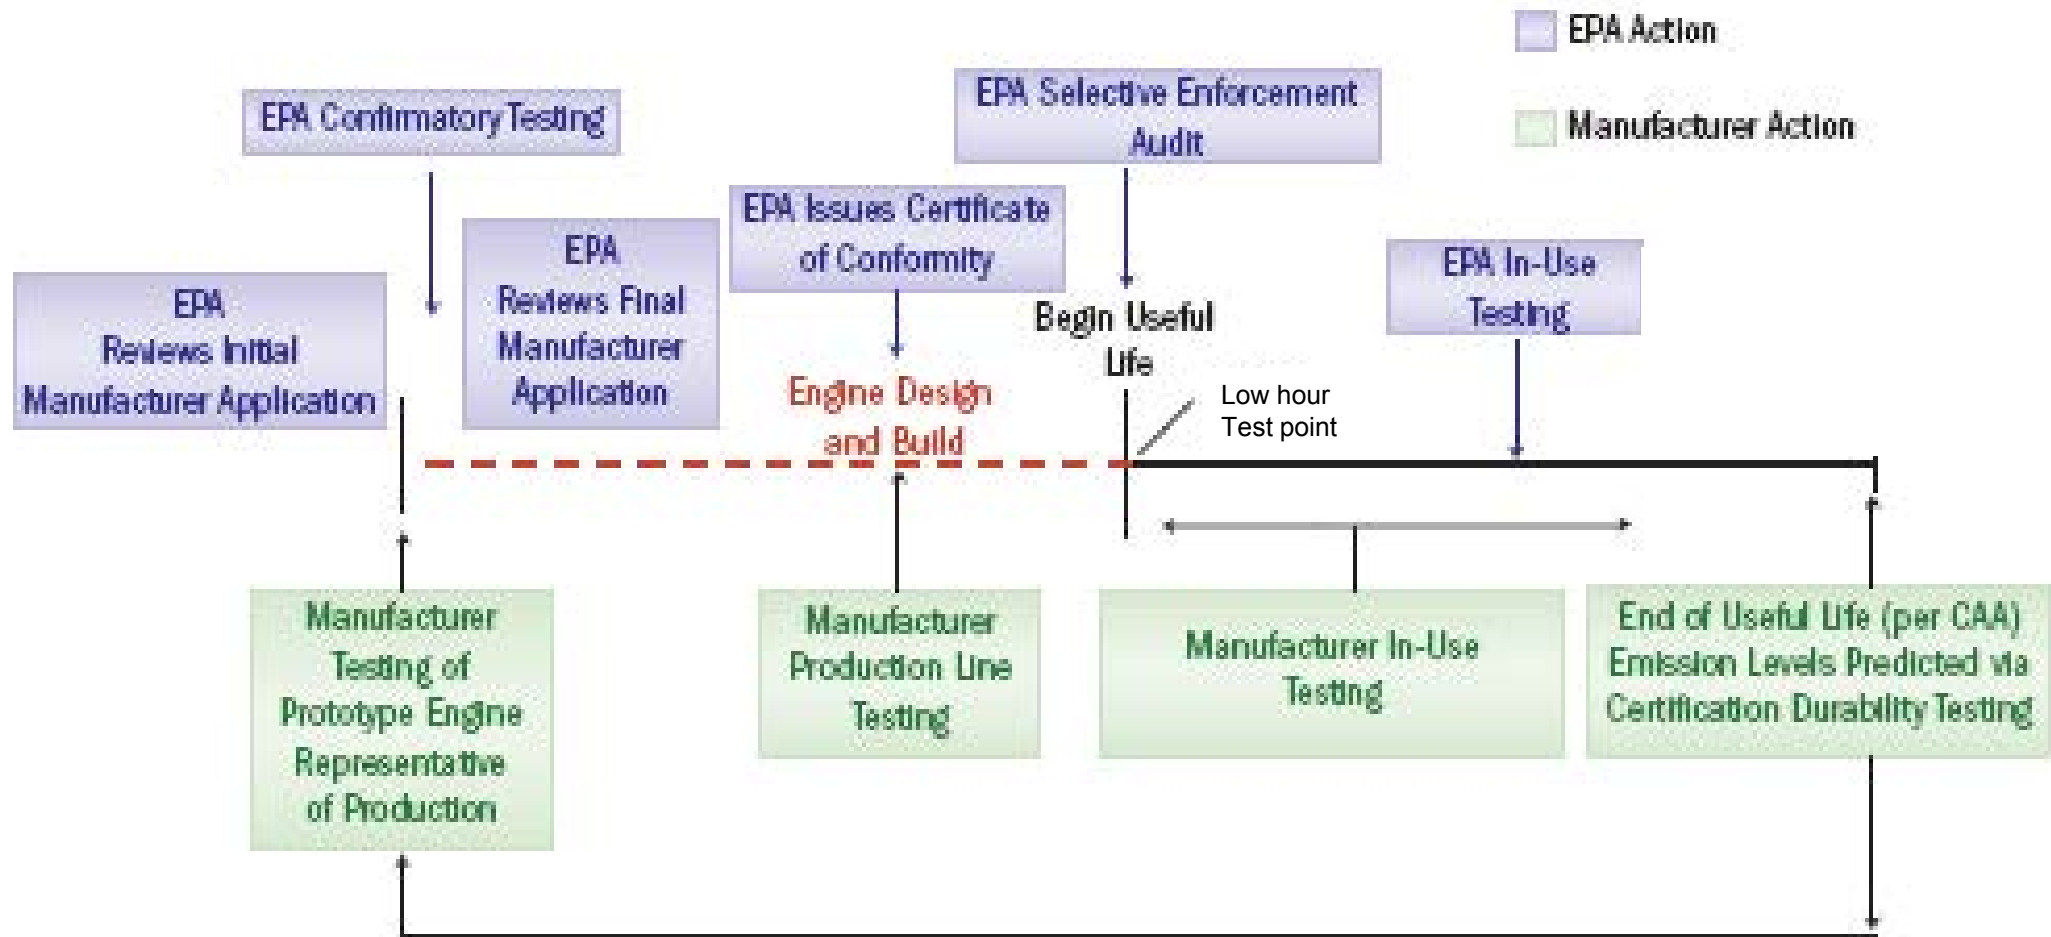 EPA Action
Manufacturer Action
EPA Confirmatory Testing
EPA Selective Enforcement
Audit
EPA Issues Certificate
of Conformity
EPA
Reviews Final
Manufacturer
Application
EPA In-Use
Testing
EPA
Reviews Initial
Manufacturer Application
Begin Useful
Life
Engine Design
and Build
Low hour
Test point
Manufacturer
Testing of
Prototype Engine
Representative
of Production
Manufacturer
Production Line
Testing
Manufacturer In-Use
Testing
End of Useful Life (per CAA)
Emission Levels Predicted via
Certification Durability Testing